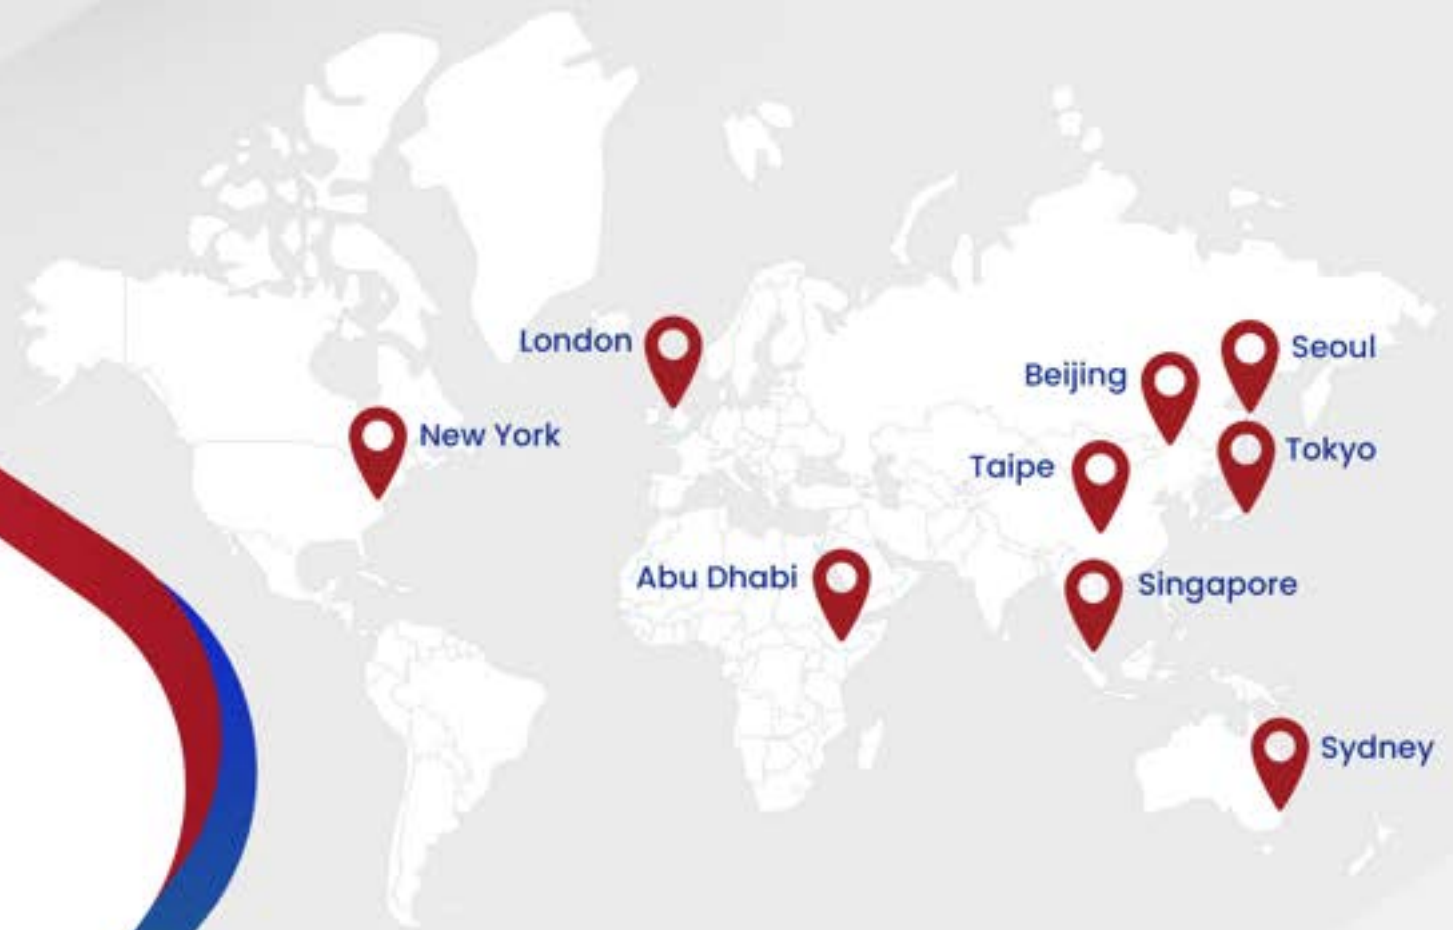 London
Seoul
Beijing
New York
Tokyo
Taipe
Abu Dhabi
Singapore
Sydney